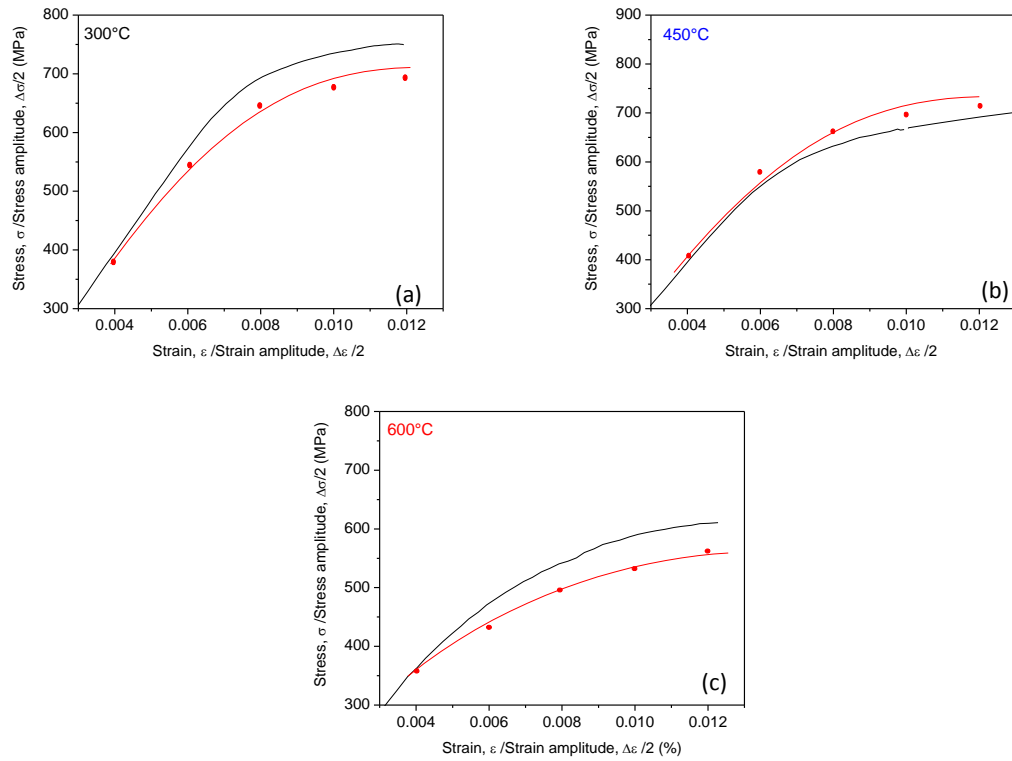 800
700
600
500
400
300
300°C
(a)
0.004 0.006 0.008 0.010 0.012
Stress, σ /Stress amplitude, Δσ/2 (MPa)
Strain, ε /Strain amplitude, Δε /2
900
800
700
600
500
400
300
450°C
(b)
0.004 0.006 0.008 0.010 0.012
Stress, σ /Stress amplitude, Δσ/2 (MPa)
Strain, ε /Strain amplitude, Δε /2
800
700
600
500
400
300
600°C
(c)
0.004 0.006 0.008 0.010 0.012
Stress, σ /Stress amplitude, Δσ/2 (MPa)
Strain, ε /Strain amplitude, Δε /2 (%)